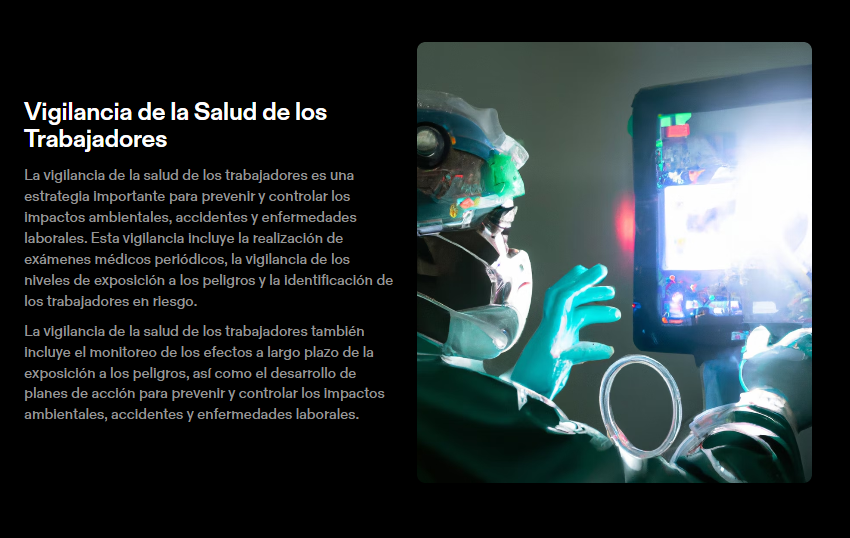 Vigilancia de la Salud de los
Trabajadores
La vigilancia de la salud de los trabajadores es una
estrategia importante para prevenir y controlar los
impactos ambientales, accidentes y enfermedades
laborales. Esta vigilancia incluye la realización de
exámenes médicos periódicos, la vigilancia de los
niveles de exposición a los peligros y la identificación de
los trabajadores en riesgo.
La vigilancia de la salud de los trabajadores también
incluye el monitoreo de los efectos a largo plazo de la
exposición a los peligros, así como el desarrollo de
planes de acción para prevenir y controlar los impactos
ambientales, accidentes y enfermedades laborales.